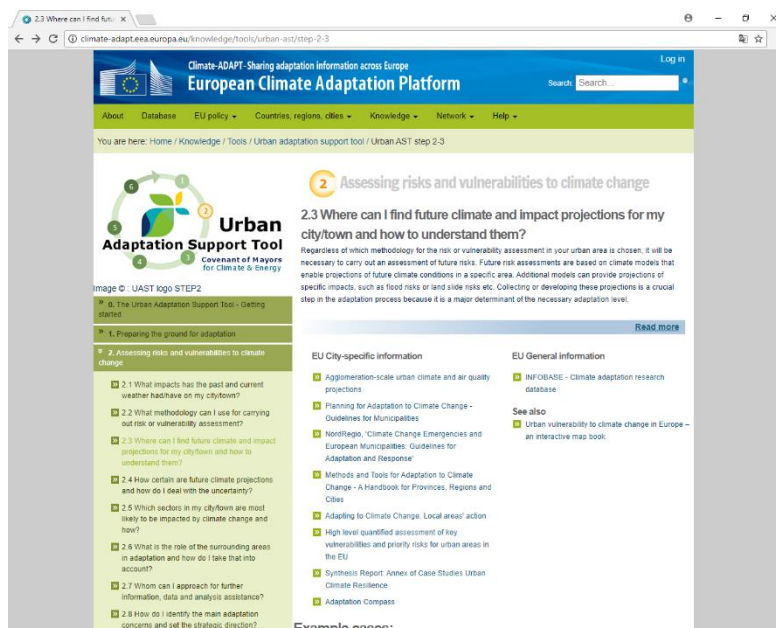 2.3 Where can I find futu
climate-adapt.eea.europa.eu/knowledge/tools/urban-ast/step-2-3
Log in
Climate-ADAPT-Sharing adaptation information across Europe
European Climate Adaptation Platform
Search: Search...
About Database EU policy Countries, regions, cities Knowledge Network Help
You are here: Home / Knowledge / Tools / Urban adaptation support tool / Urban AST step 2-3
1
2
3
4
5
6
Urban
Adaptation Support Tool
Covenant of Mayors
for Climate & Energy
Image © : UAST logo STEP2
0. The Urban Adaptation Support Tool - Getting
started
1. Preparing the ground for adaptation
2. Assessing risks and vulnerabilities to climate
change
2.1 What impacts has the past and current
weather had/have on my city/town?
2.2 What methodology can I use for carrying
out risk or vulnerability assessment?
2.3 Where can I find future climate and impact
projections for my city/town and how to
understand them?
2.4 How certain are future climate projections
and how do I deal with the uncertainty?
2.5 Which sectors in my city/town are most
likely to be impacted by climate change and
how?
2.6 What is the role of the surrounding areas
in adaptation and how do I take that into
account?
2.7 Whom can I approach for further
information, data and analysis assistance?
2.8 How do I identify the main adaptation
concerns and set the strategic direction?
2 Assessing risks and vulnerabilities to climate change
2.3 Where can I find future climate and impact projections for my
city/town and how to understand them?
Regardless of which methodology for the risk or vulnerability assessment in your urban area is chosen, it will be
necessary to carry out an assessment of future risks. Future risk assessments are based on climate models that
enable projections of future climate conditions in a specific area. Additional models can provide projections of
specific impacts, such as flood risks or land slide risks etc. Collecting or developing these projections is a crucial
step in the adaptation process because it is a major determinant of the necessary adaptation level.
Read more
EU City-specific information
Agglomeration-scale urban climate and air quality
projections
Planning for Adaptation to Climate Change -
Guidelines for Municipalities
NordRegio, 'Climate Change Emergencies and
European Municipalities: Guidelines for
Adaptation and Response'
Methods and Tools for Adaptation to Climate
Change - A Handbook for Provinces, Regions and
Cities
Adapting to Climate Change: Local areas' action
High level quantified assessment of key
vulnerabilities and priority risks for urban areas in
the EU
Synthesis Report: Annex of Case Studies Urban
Climate Resilience
Adaptation Compass
EU General information
INFOBASE - Climate adaptation research
database
See also
Urban vulnerability to climate change in Europe –
an interactive map book
Example cases: